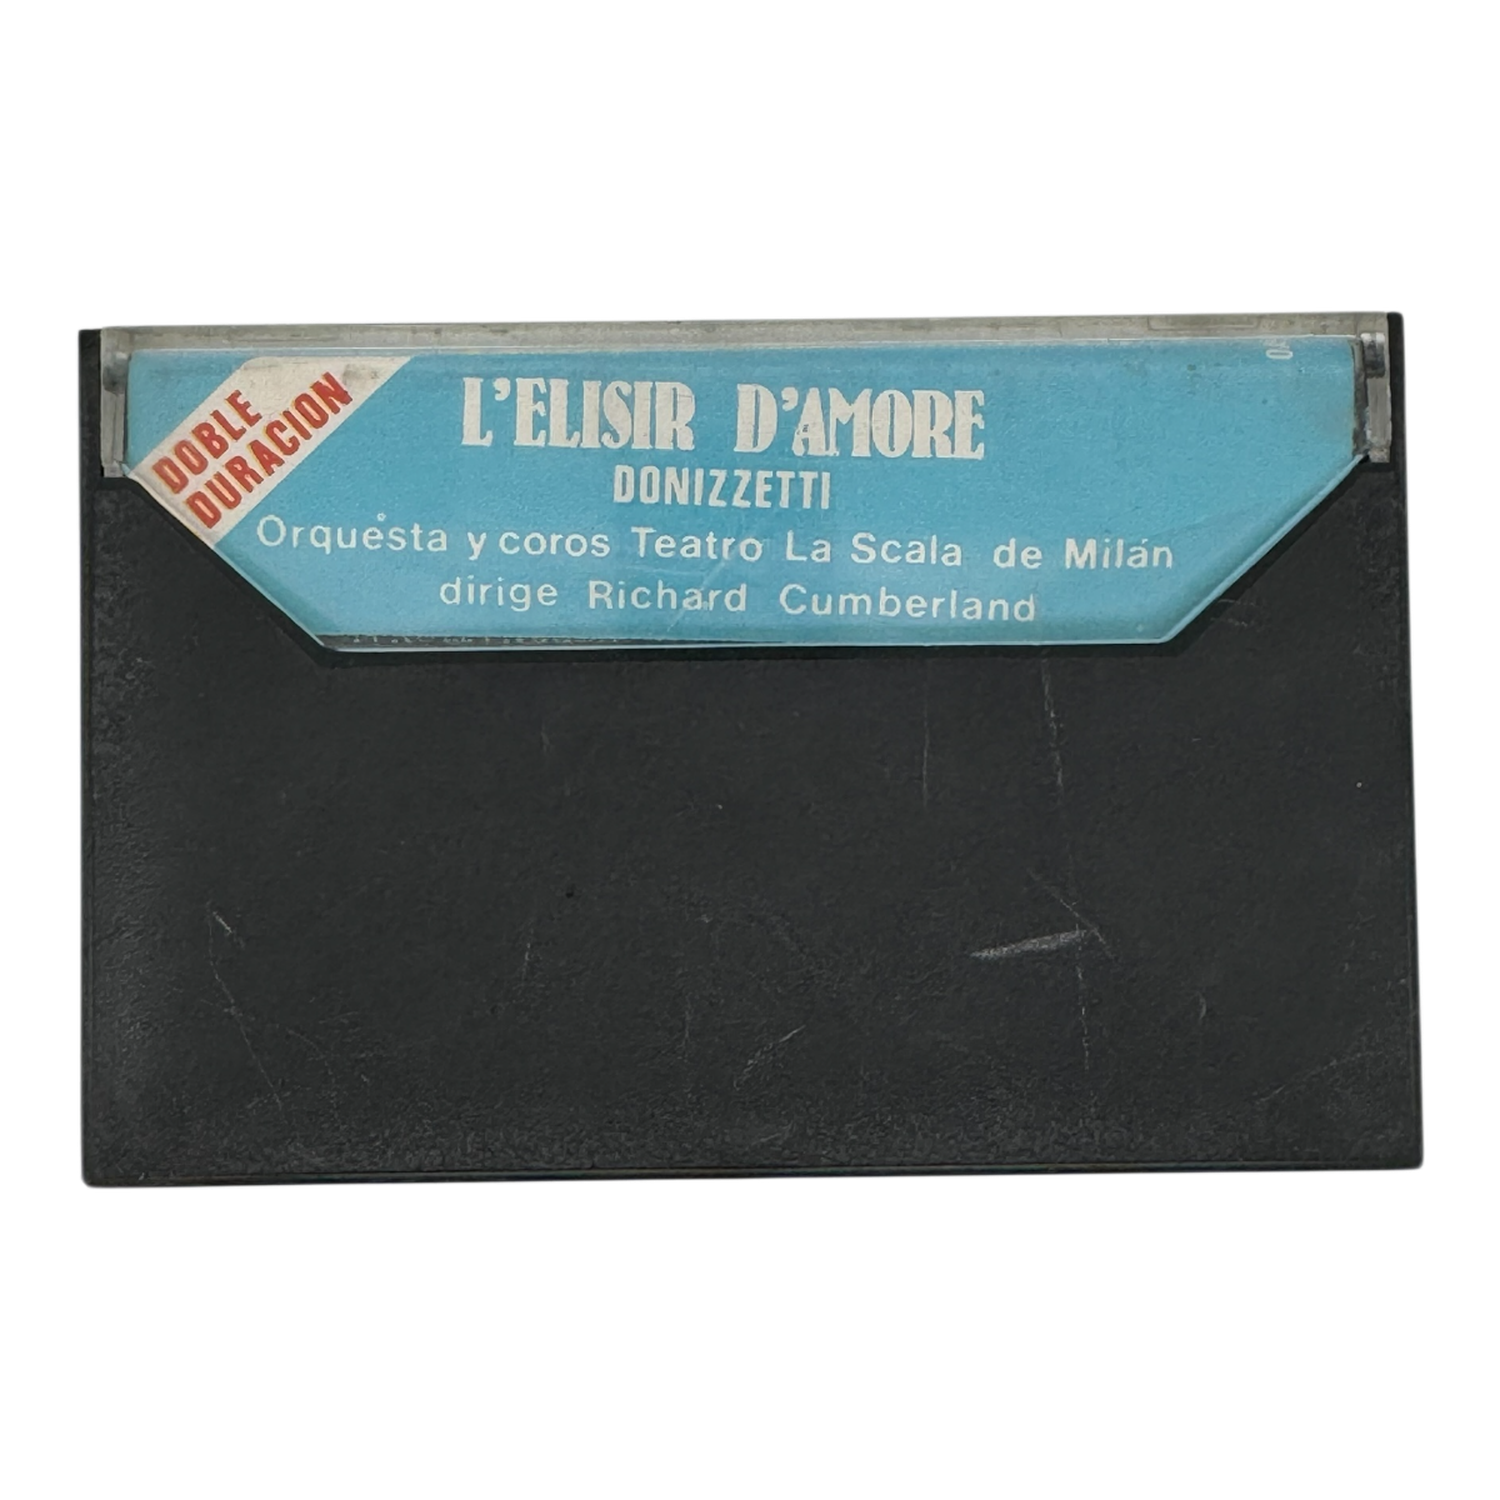 DOBLE
DURACION
L'ELISIR D'AMORE
DONIZZETTI
Orquesta y coros Teatro La Scala de Milán
dirige Richard Cumberland